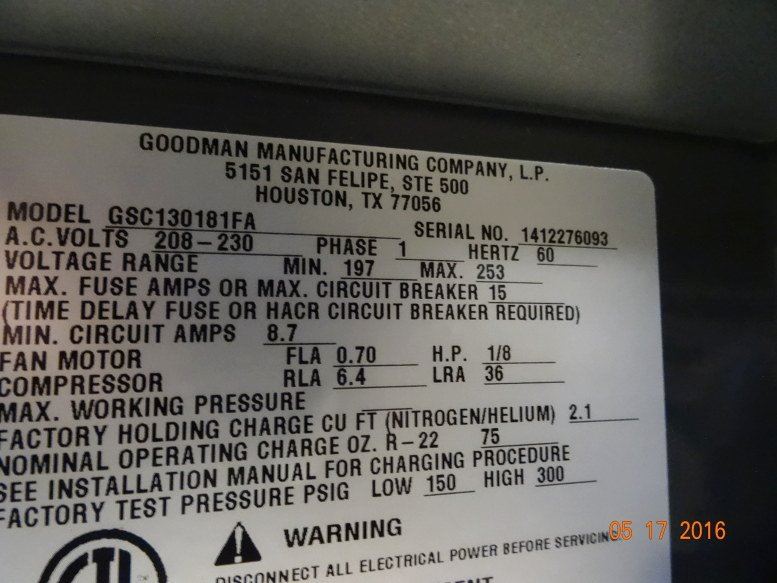 GOODMAN MANUFACTURING COMPANY, L.P.
5151 SAN FELIPE, STE 500
HOUSTON, TX 77056
MODEL GSC130181FA SERIAL NO. 1412276093
A.C.VOLTS 208-230 PHASE 1 HERTZ 60
VOLTAGE RANGE MIN. 197 MAX. 253
MAX. FUSE AMPS OR MAX. CIRCUIT BREAKER 15
(TIME DELAY FUSE OR HACR CIRCUIT BREAKER REQUIRED)
MIN. CIRCUIT AMPS 8.7
FAN MOTOR FLA 0.70 H.P. 1/8
COMPRESSOR RLA 6.4 LRA 36
MAX. WORKING PRESSURE
FACTORY HOLDING CHARGE CU FT (NITROGEN/HELIUM) 2.1
NOMINAL OPERATING CHARGE OZ. R-22 75
SEE INSTALLATION MANUAL FOR CHARGING PROCEDURE
FACTORY TEST PRESSURE PSIG LOW 150 HIGH 300
WARNING
DISCONNECT ALL ELECTRICAL POWER BEFORE SERVICING
05 17 2016